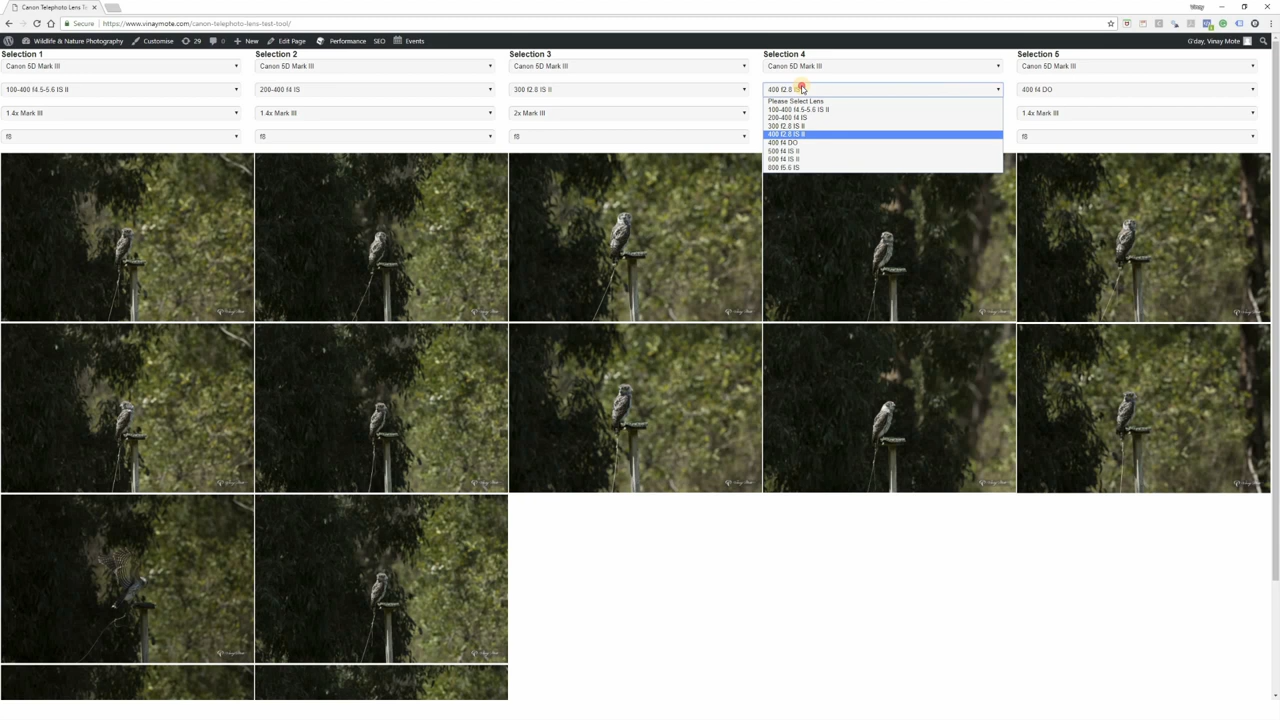 Canon Telephoto Lens Te
Vinay
Secure
https://www.vinaymote.com/canon-telephoto-lens-test-tool/
Wildlife & Nature Photography
Customise
29
0
New
Edit Page
Performance
SEO
Events
G'day, Vinay Mote
Selection 1
Selection 2
Selection 3
Selection 4
Selection 5
Canon 5D Mark III
Canon 5D Mark III
Canon 5D Mark III
Canon 5D Mark III
Canon 5D Mark III
100-400 f4.5-5.6 IS II
200-400 f4 IS
300 f2.8 IS II
400 f2.8 IS II
400 f4 DO
Please Select Lens
100-400 f4.5-5.6 IS II
200-400 f4 IS
300 f2.8 IS II
400 f2.8 IS II
400 f4 DO
500 f4 IS II
600 f4 IS II
800 f5.6 IS
1.4x Mark III
1.4x Mark III
2x Mark III
1.4x Mark III
f8
f8
f8
f8